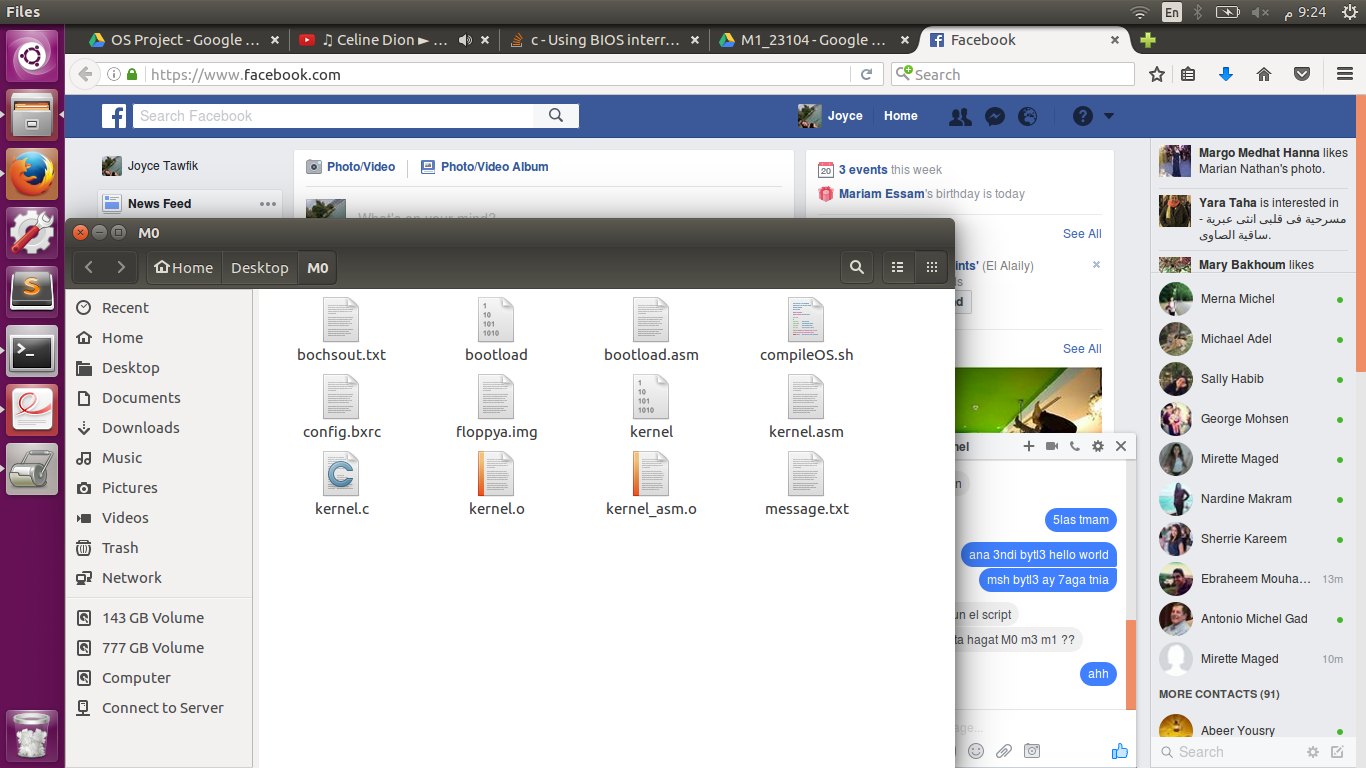 Files
En
9:24 م
OS Project - Google ...
♫ Celine Dion ► ...
c - Using BIOS interr...
M1_23104 - Google ...
Facebook
https://www.facebook.com
Search
Search Facebook
Joyce
Home
Joyce Tawfik
News Feed
Photo/Video
Photo/Video Album
What's on your mind?
20
3 events this week
Mariam Essam's birthday is today
See All
ints' (El Alaily)
See All
Margo Medhat Hanna likes
Marian Nathan's photo.
Yara Taha is interested in
مسرحية فى قلبى انثى عبرية -
ساقية الصاوى.
Mary Bakhoum likes
Merna Michel
Michael Adel
Sally Habib
George Mohsen
Mirette Maged
Nardine Makram
Sherrie Kareem
Ebraheem Mouha... 13m
Antonio Michel Gad
Mirette Maged 10m
MORE CONTACTS (91)
Abeer Yousry
Search
M0
Home
Desktop
M0
Recent
Home
Desktop
Documents
Downloads
Music
Pictures
Videos
Trash
Network
143 GB Volume
777 GB Volume
Computer
Connect to Server
bochsout.txt
bootload
bootload.asm
compileOS.sh
config.bxrc
floppya.img
kernel
kernel.asm
kernel.c
kernel.o
kernel_asm.o
message.txt
nel
5las tmam
ana 3ndi bytl3 hello world
msh bytl3 ay 7aga tnia
un el script
ta hagat M0 m3 m1 ??
ahh